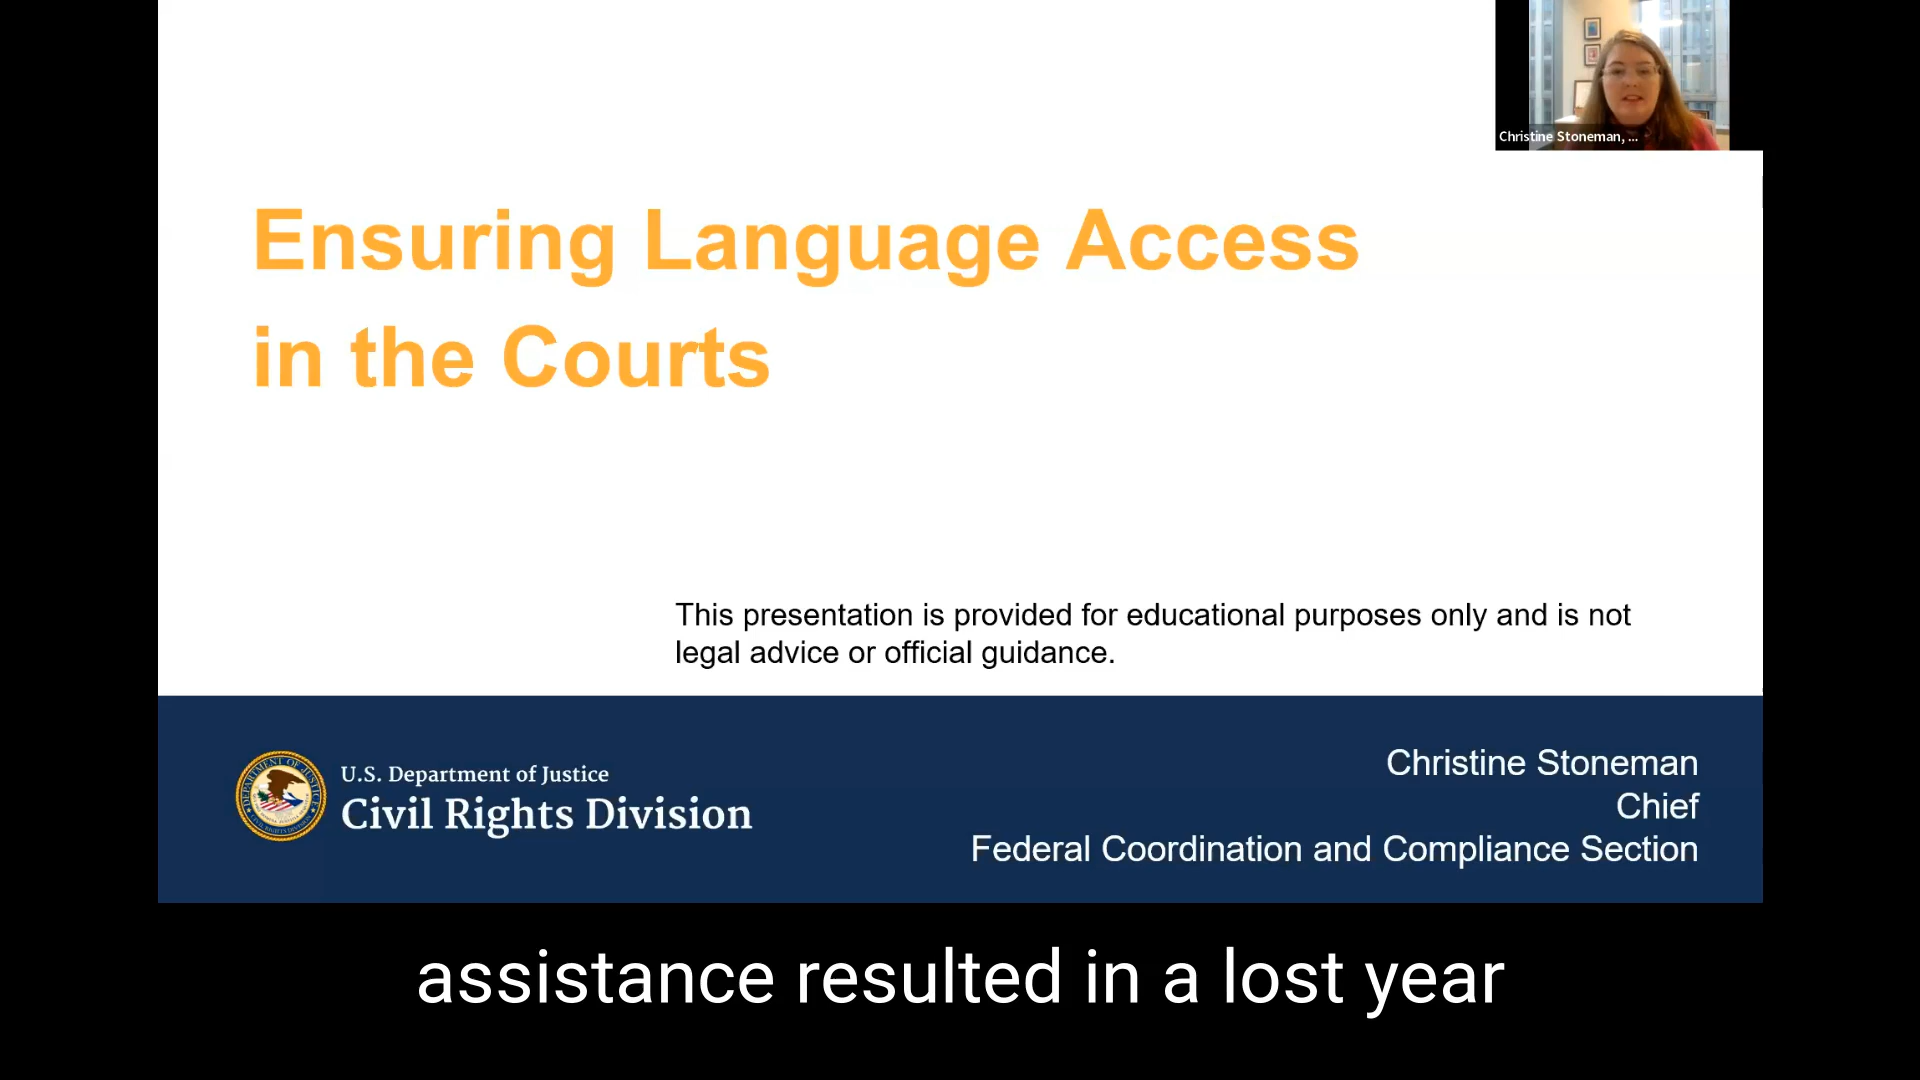 Christine Stoneman, ...
Ensuring Language Access
in the Courts
This presentation is provided for educational purposes only and is not
legal advice or official guidance.
U.S. Department of Justice
Civil Rights Division
Christine Stoneman
Chief
Federal Coordination and Compliance Section
assistance resulted in a lost year